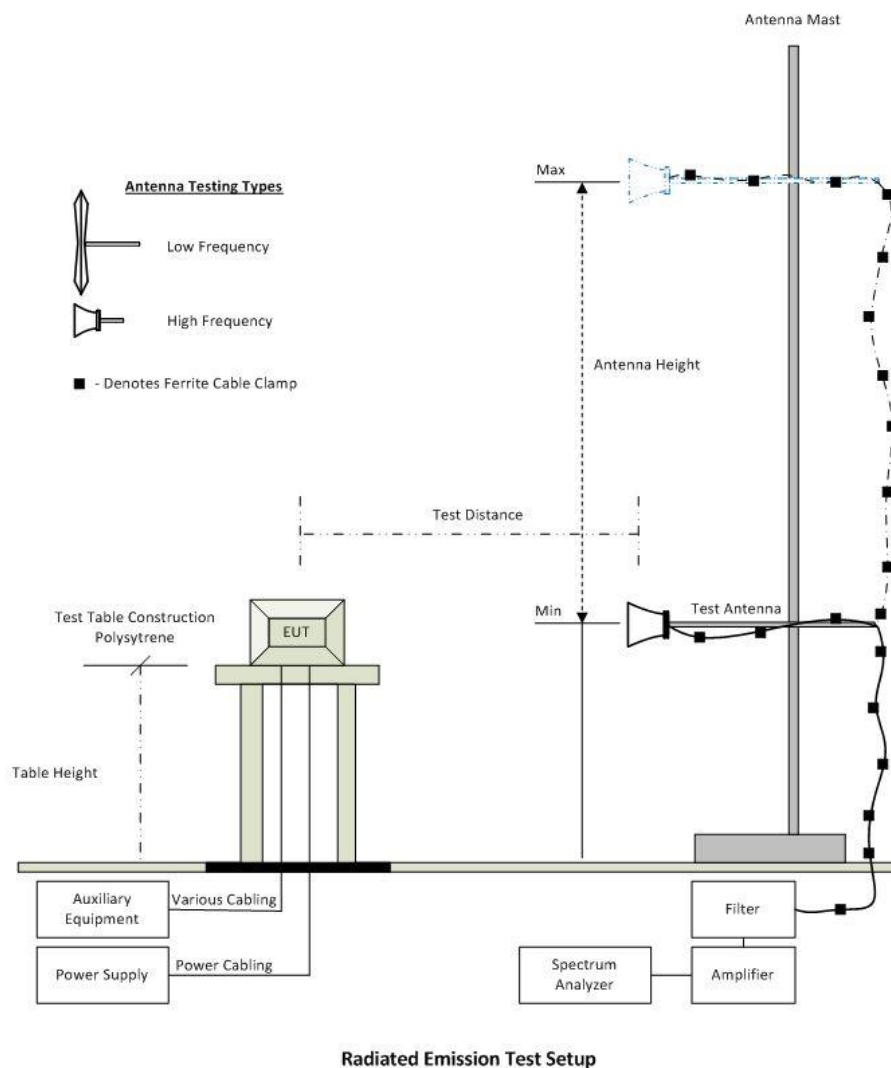 Antenna Mast
Antenna Testing Types
Low Frequency
High Frequency
- Denotes Ferrite Cable Clamp
Max
Antenna Height
Test Distance
Min
Test Antenna
Test Table Construction
Polysytrene
EUT
Table Height
Auxiliary
Equipment
Various Cabling
Power Supply
Power Cabling
Filter
Spectrum
Analyzer
Amplifier
Radiated Emission Test Setup